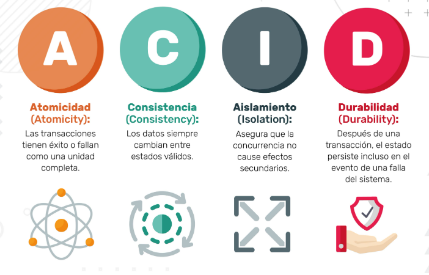 A
C
I
D
Atomicidad
(Atomicity):
Las transacciones
tienen éxito o fallan
como una unidad
completa.
Consistencia
(Consistency):
Los datos siempre
cambian entre
estados válidos.
Aislamiento
(Isolation):
Asegura que la
concurrencia no
cause efectos
secundarios.
Durabilidad
(Durability):
Después de una
transacción, el estado
persiste incluso en el
evento de una falla
del sistema.